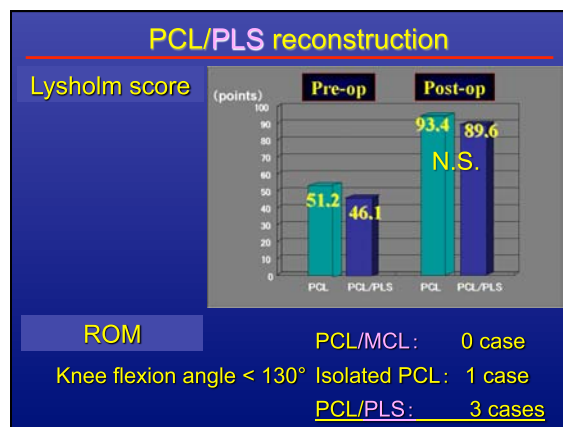 PCL/PLS reconstruction
Lysholm score
(points)
Pre-op Post-op
100
90
80
70
60
50
40
30
20
10
0
51.2
46.1
93.4
89.6
N.S.
PCL PCL/PLS PCL PCL/PLS
ROM
PCL/MCL: 0 case
Knee flexion angle < 130° Isolated PCL: 1 case
PCL/PLS: 3 cases